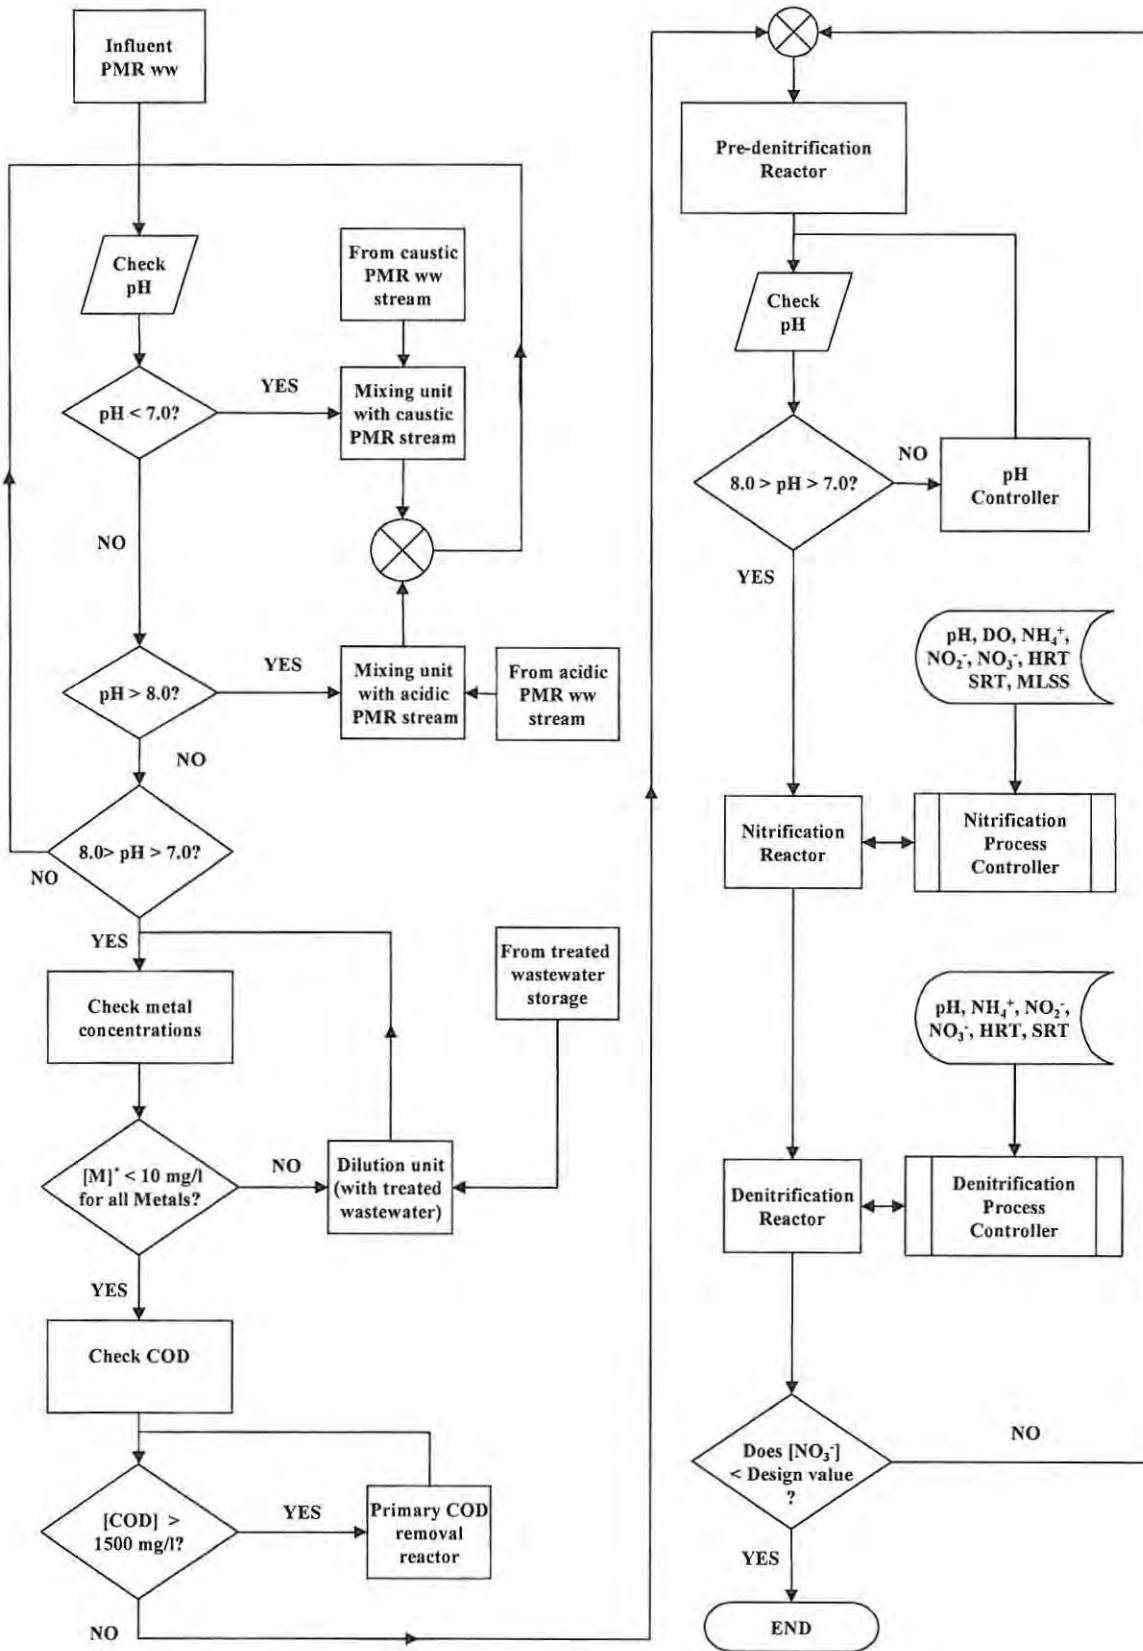 Influent
PMR ww
Check
pH
From caustic
PMR ww
stream
pH < 7.0?
YES
Mixing unit
with caustic
PMR stream
NO
pH > 8.0?
YES
Mixing unit
with acidic
PMR stream
From acidic
PMR ww
stream
NO
8.0> pH > 7.0?
NO
YES
Check metal
concentrations
From treated
wastewater
storage
[M]* < 10 mg/l
for all Metals?
NO
Dilution unit
(with treated
wastewater)
YES
Check COD
[COD] >
1500 mg/l?
YES
Primary COD
removal
reactor
NO
Pre-denitrification
Reactor
Check
pH
8.0 > pH > 7.0?
NO
pH
Controller
YES
pH, DO, NH₄⁺,
NO₂⁻, NO₃⁻, HRT
SRT, MLSS
Nitrification
Reactor
Nitrification
Process
Controller
pH, NH₄⁺, NO₂⁻,
NO₃⁻, HRT, SRT
Denitrification
Reactor
Denitrification
Process
Controller
Does [NO₃⁻]
< Design value
?
NO
YES
END